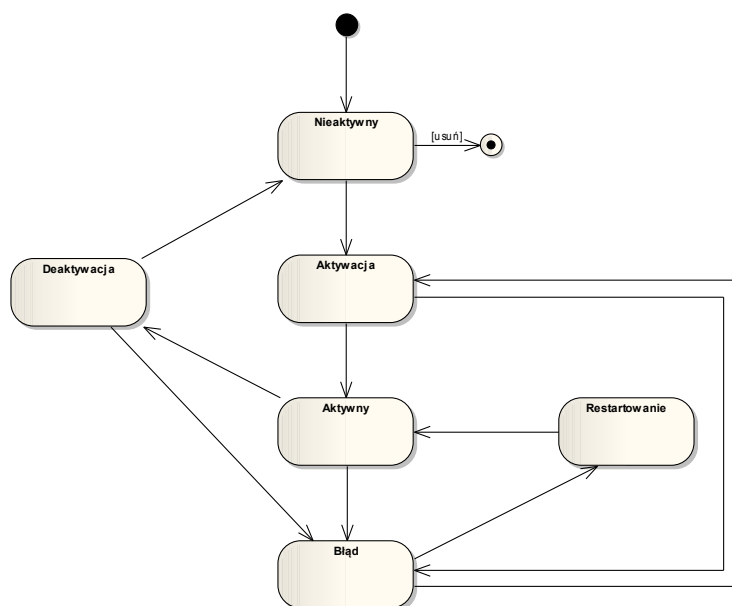 Nieaktywny
[usuń]
Deaktywacja
Aktywacja
Aktywny
Restartowanie
Błąd